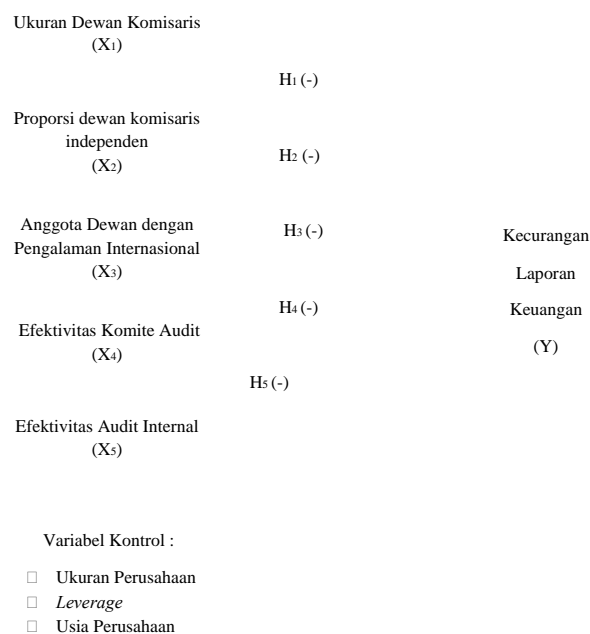 Ukuran Dewan Komisaris
(X₁)
H₁ (-)
Proporsi dewan komisaris
independen
(X₂)
H₂ (-)
Anggota Dewan dengan
Pengalaman Internasional
(X₃)
H₃ (-)
Kecurangan
Laporan
Keuangan
(Y)
H₄ (-)
Efektivitas Komite Audit
(X₄)
H₅ (-)
Efektivitas Audit Internal
(X₅)
Variabel Kontrol :
Ukuran Perusahaan
Leverage
Usia Perusahaan